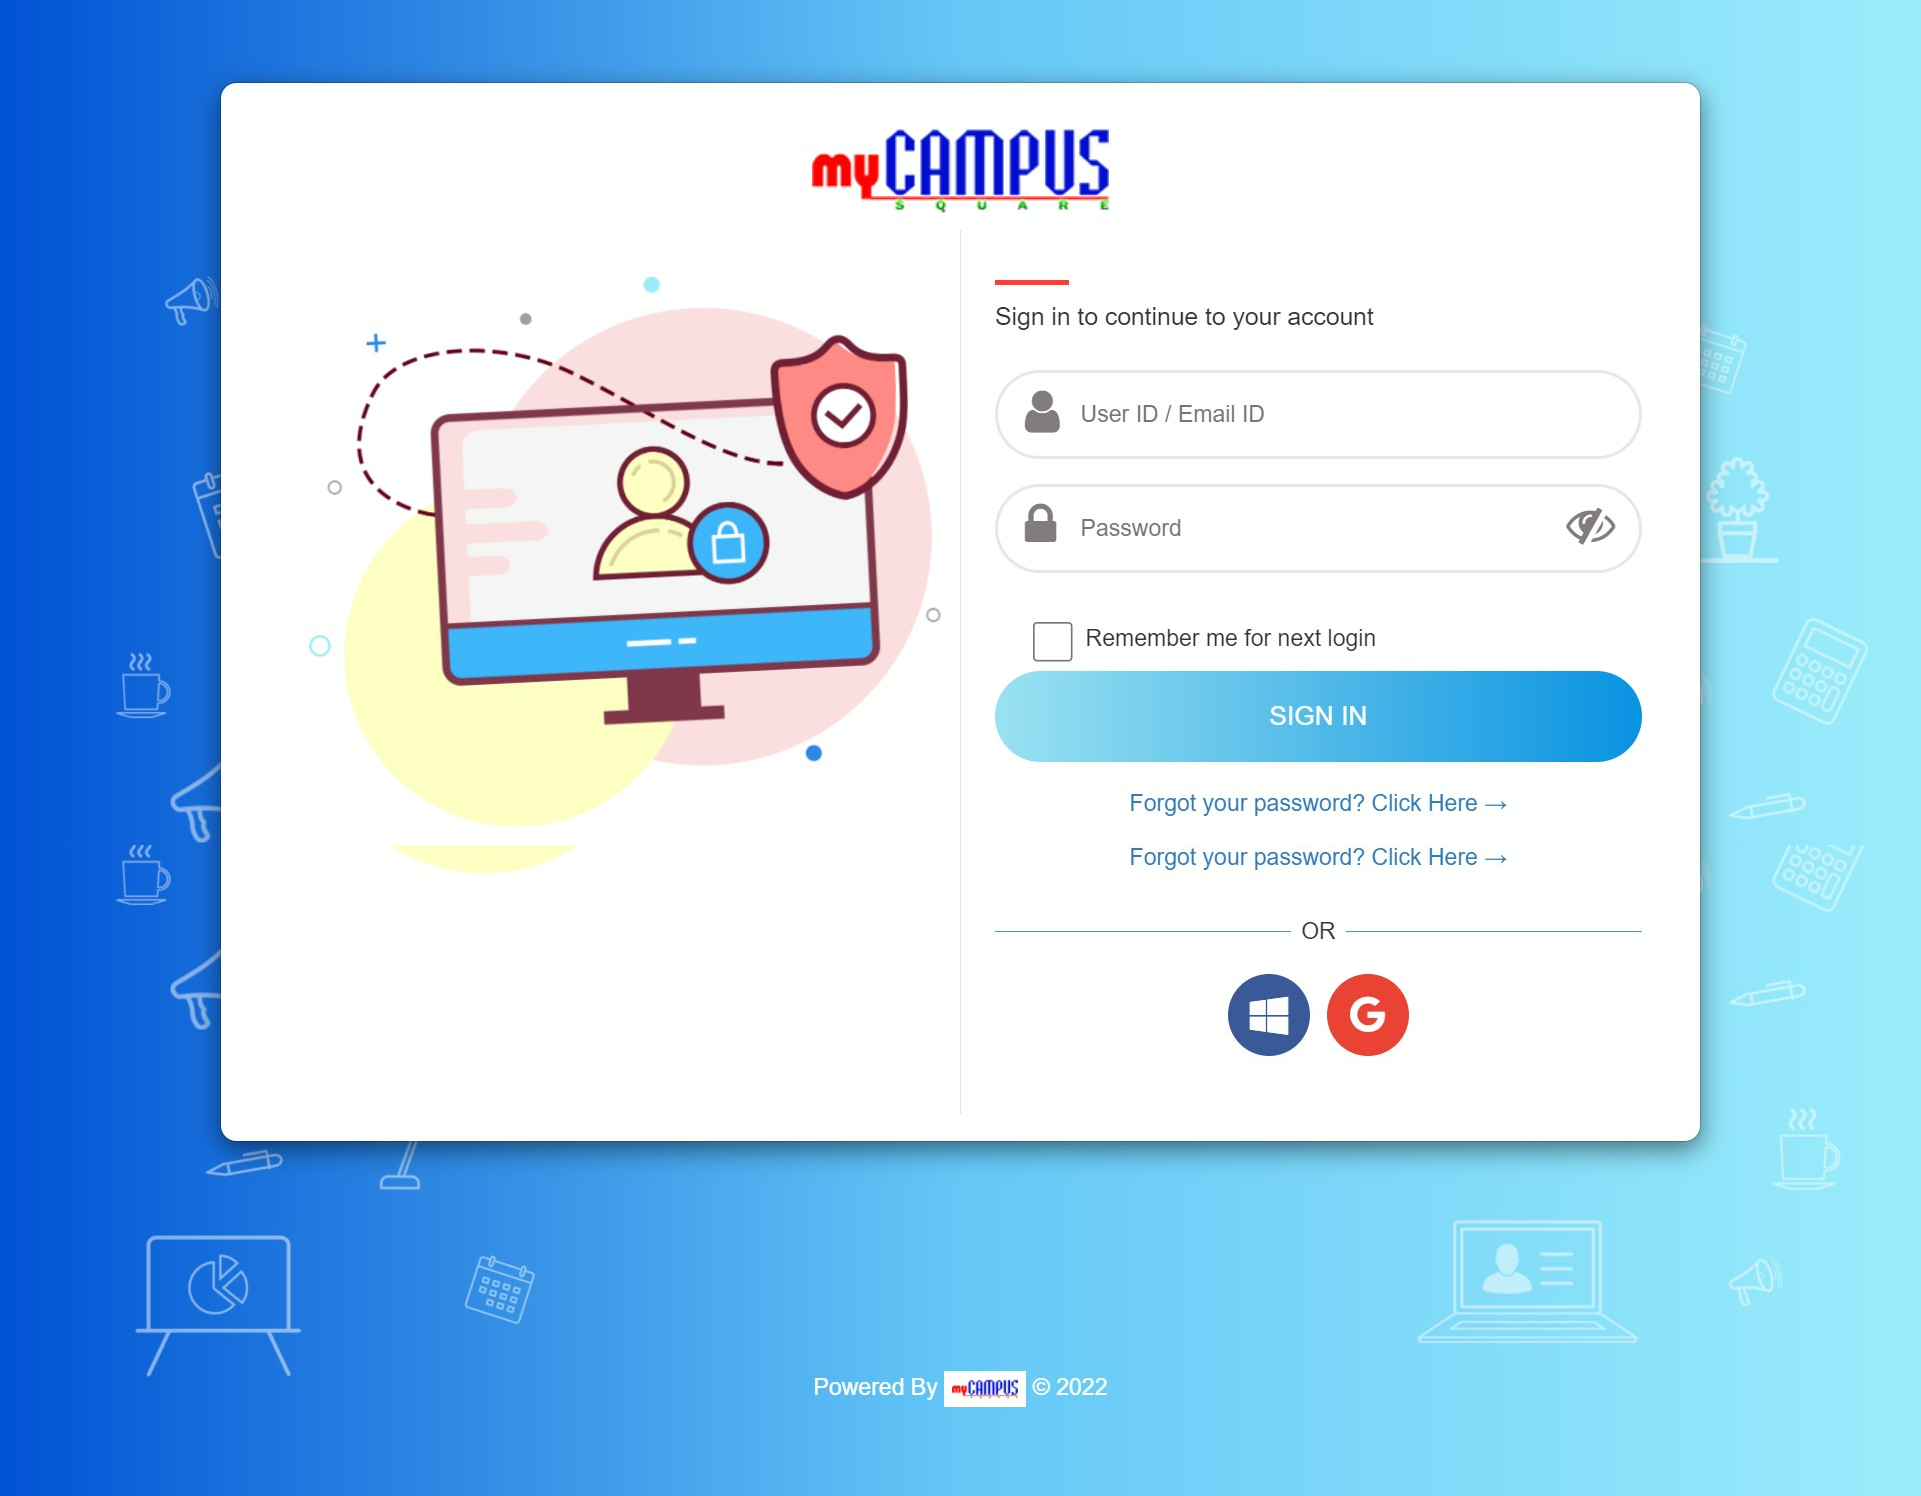 myCAMPUS
SQUARE
Sign in to continue to your account
User ID / Email ID
Password
Remember me for next login
SIGN IN
Forgot your password? Click Here →
Forgot your password? Click Here →
OR
G
Powered By myCAMPUS © 2022